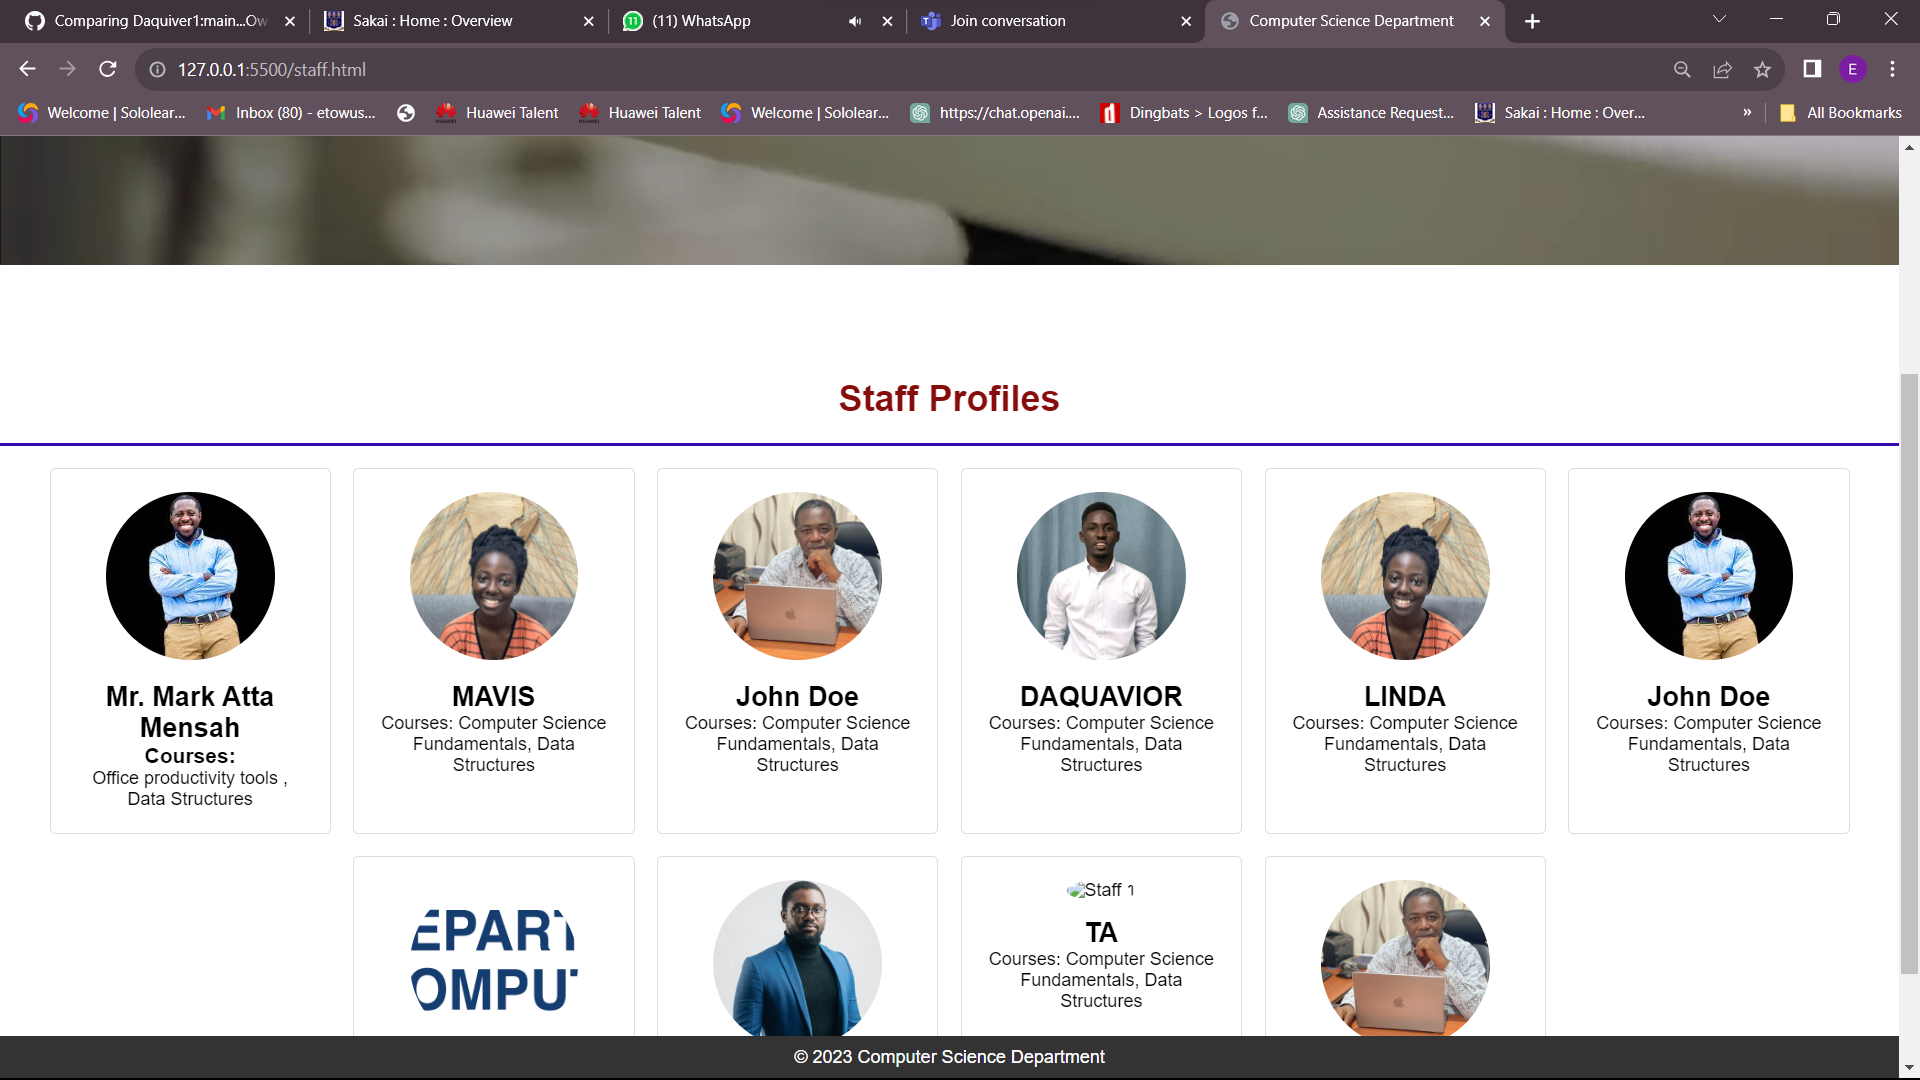 Comparing Daquiver1:main...Ow
Sakai : Home : Overview
(11) WhatsApp
Join conversation
Computer Science Department
127.0.0.1:5500/staff.html
E
Welcome | Sololear...
Inbox (80) - etowus...
HUAWEI
Huawei Talent
HUAWEI
Huawei Talent
Welcome | Sololear...
https://chat.openai....
Dingbats > Logos f...
Assistance Request...
Sakai : Home : Over...
»
All Bookmarks
Staff Profiles
Mr. Mark Atta
Mensah
Courses:
Office productivity tools ,
Data Structures
MAVIS
Courses: Computer Science
Fundamentals, Data
Structures
John Doe
Courses: Computer Science
Fundamentals, Data
Structures
DAQUAVIOR
Courses: Computer Science
Fundamentals, Data
Structures
LINDA
Courses: Computer Science
Fundamentals, Data
Structures
John Doe
Courses: Computer Science
Fundamentals, Data
Structures
EPART
OMPUT
Staff 1
TA
Courses: Computer Science
Fundamentals, Data
Structures
© 2023 Computer Science Department